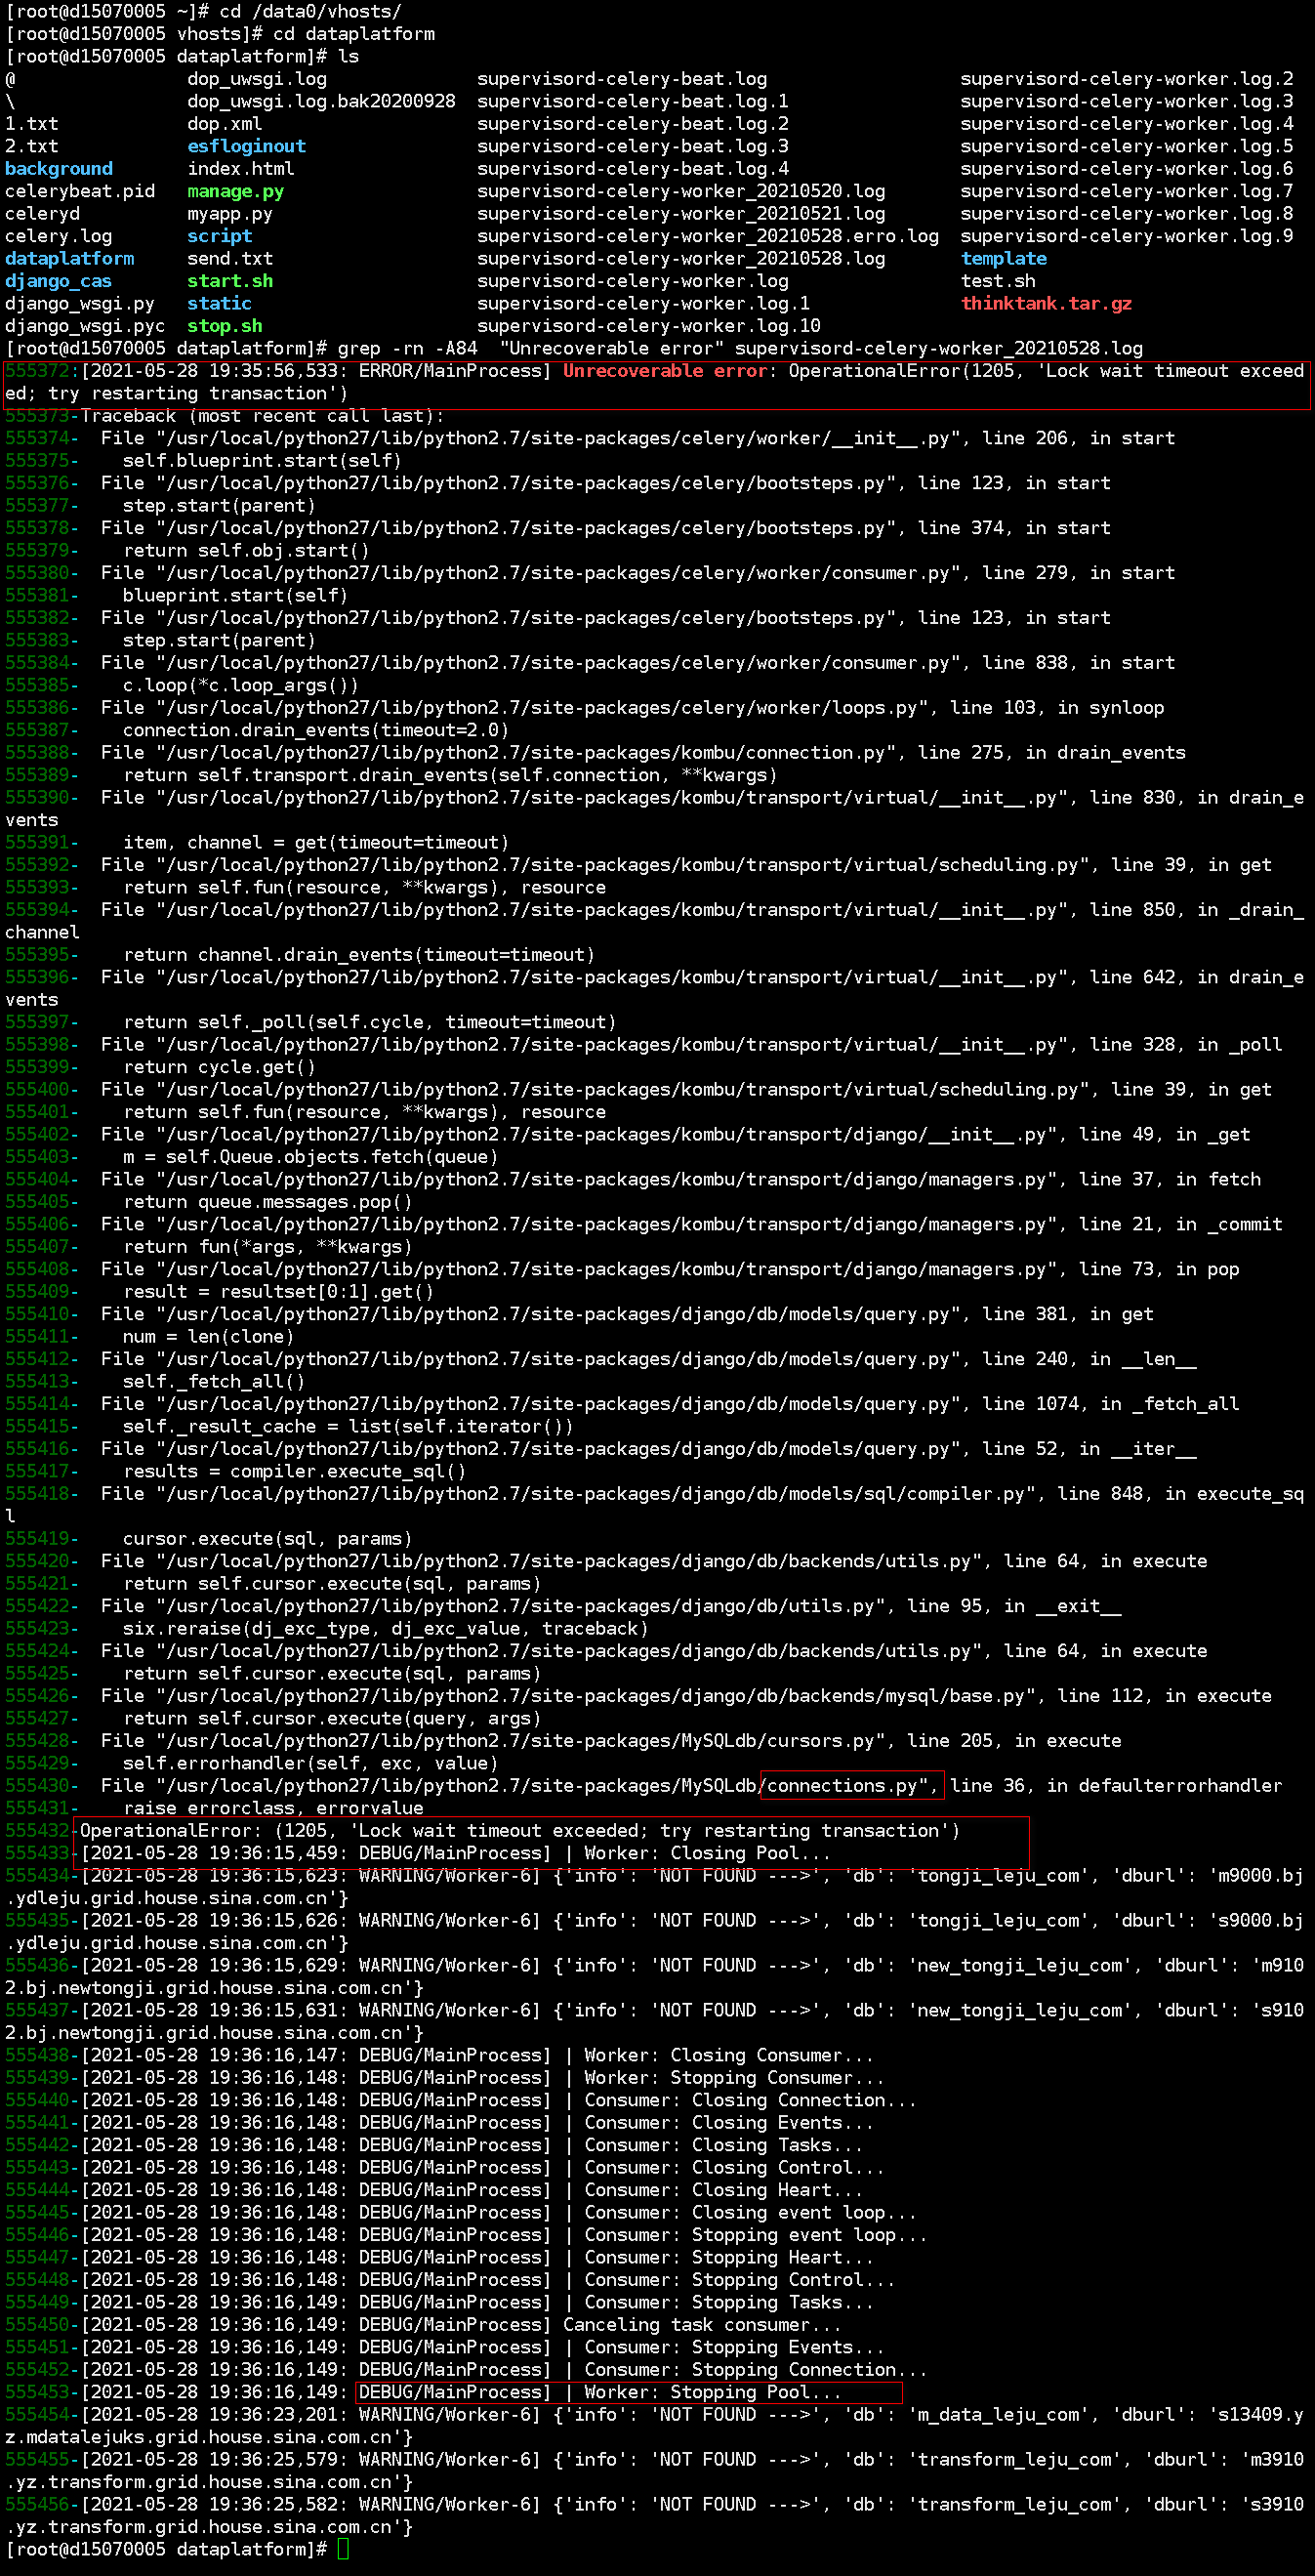 [root@d15070005 ~]# cd /data0/vhosts/
[root@d15070005 vhosts]# cd dataplatform
[root@d15070005 dataplatform]# ls
@                dop_uwsgi.log              supervisord-celery-beat.log                  supervisord-celery-worker.log.2
\                dop_uwsgi.log.bak20200928  supervisord-celery-beat.log.1                supervisord-celery-worker.log.3
1.txt            dop.xml                    supervisord-celery-beat.log.2                supervisord-celery-worker.log.4
2.txt            esfloginout                supervisord-celery-beat.log.3                supervisord-celery-worker.log.5
background       index.html                 supervisord-celery-beat.log.4                supervisord-celery-worker.log.6
celerybeat.pid   manage.py                  supervisord-celery-worker_20210520.log       supervisord-celery-worker.log.7
celeryd          myapp.py                   supervisord-celery-worker_20210521.log       supervisord-celery-worker.log.8
celery.log       script                     supervisord-celery-worker_20210528.erro.log  supervisord-celery-worker.log.9
dataplatform     send.txt                   supervisord-celery-worker_20210528.log       template
django_cas       start.sh                   supervisord-celery-worker.log                test.sh
django_wsgi.py   static                     supervisord-celery-worker.log.1              thinktank.tar.gz
django_wsgi.pyc  stop.sh                    supervisord-celery-worker.log.10
[root@d15070005 dataplatform]# grep -rn -A84  "Unrecoverable error" supervisord-celery-worker_20210528.log
555372:[2021-05-28 19:35:56,533: ERROR/MainProcess] Unrecoverable error: OperationalError(1205, 'Lock wait timeout exceed
ed; try restarting transaction')
555373-Traceback (most recent call last):
555374-  File "/usr/local/python27/lib/python2.7/site-packages/celery/worker/__init__.py", line 206, in start
555375-    self.blueprint.start(self)
555376-  File "/usr/local/python27/lib/python2.7/site-packages/celery/bootsteps.py", line 123, in start
555377-    step.start(parent)
555378-  File "/usr/local/python27/lib/python2.7/site-packages/celery/bootsteps.py", line 374, in start
555379-    return self.obj.start()
555380-  File "/usr/local/python27/lib/python2.7/site-packages/celery/worker/consumer.py", line 279, in start
555381-    blueprint.start(self)
555382-  File "/usr/local/python27/lib/python2.7/site-packages/celery/bootsteps.py", line 123, in start
555383-    step.start(parent)
555384-  File "/usr/local/python27/lib/python2.7/site-packages/celery/worker/consumer.py", line 838, in start
555385-    c.loop(*c.loop_args())
555386-  File "/usr/local/python27/lib/python2.7/site-packages/celery/worker/loops.py", line 103, in synloop
555387-    connection.drain_events(timeout=2.0)
555388-  File "/usr/local/python27/lib/python2.7/site-packages/kombu/connection.py", line 275, in drain_events
555389-    return self.transport.drain_events(self.connection, **kwargs)
555390-  File "/usr/local/python27/lib/python2.7/site-packages/kombu/transport/virtual/__init__.py", line 830, in drain_e
vents
555391-    item, channel = get(timeout=timeout)
555392-  File "/usr/local/python27/lib/python2.7/site-packages/kombu/transport/virtual/scheduling.py", line 39, in get
555393-    return self.fun(resource, **kwargs), resource
555394-  File "/usr/local/python27/lib/python2.7/site-packages/kombu/transport/virtual/__init__.py", line 850, in _drain_
channel
555395-    return channel.drain_events(timeout=timeout)
555396-  File "/usr/local/python27/lib/python2.7/site-packages/kombu/transport/virtual/__init__.py", line 642, in drain_e
vents
555397-    return self._poll(self.cycle, timeout=timeout)
555398-  File "/usr/local/python27/lib/python2.7/site-packages/kombu/transport/virtual/__init__.py", line 328, in _poll
555399-    return cycle.get()
555400-  File "/usr/local/python27/lib/python2.7/site-packages/kombu/transport/virtual/scheduling.py", line 39, in get
555401-    return self.fun(resource, **kwargs), resource
555402-  File "/usr/local/python27/lib/python2.7/site-packages/kombu/transport/django/__init__.py", line 49, in _get
555403-    m = self.Queue.objects.fetch(queue)
555404-  File "/usr/local/python27/lib/python2.7/site-packages/kombu/transport/django/managers.py", line 37, in fetch
555405-    return queue.messages.pop()
555406-  File "/usr/local/python27/lib/python2.7/site-packages/kombu/transport/django/managers.py", line 21, in _commit
555407-    return fun(*args, **kwargs)
555408-  File "/usr/local/python27/lib/python2.7/site-packages/kombu/transport/django/managers.py", line 73, in pop
555409-    result = resultset[0:1].get()
555410-  File "/usr/local/python27/lib/python2.7/site-packages/django/db/models/query.py", line 381, in get
555411-    num = len(clone)
555412-  File "/usr/local/python27/lib/python2.7/site-packages/django/db/models/query.py", line 240, in __len__
555413-    self._fetch_all()
555414-  File "/usr/local/python27/lib/python2.7/site-packages/django/db/models/query.py", line 1074, in _fetch_all
555415-    self._result_cache = list(self.iterator())
555416-  File "/usr/local/python27/lib/python2.7/site-packages/django/db/models/query.py", line 52, in __iter__
555417-    results = compiler.execute_sql()
555418-  File "/usr/local/python27/lib/python2.7/site-packages/django/db/models/sql/compiler.py", line 848, in execute_sq
l
555419-    cursor.execute(sql, params)
555420-  File "/usr/local/python27/lib/python2.7/site-packages/django/db/backends/utils.py", line 64, in execute
555421-    return self.cursor.execute(sql, params)
555422-  File "/usr/local/python27/lib/python2.7/site-packages/django/db/utils.py", line 95, in __exit__
555423-    six.reraise(dj_exc_type, dj_exc_value, traceback)
555424-  File "/usr/local/python27/lib/python2.7/site-packages/django/db/backends/utils.py", line 64, in execute
555425-    return self.cursor.execute(sql, params)
555426-  File "/usr/local/python27/lib/python2.7/site-packages/django/db/backends/mysql/base.py", line 112, in execute
555427-    return self.cursor.execute(query, args)
555428-  File "/usr/local/python27/lib/python2.7/site-packages/MySQLdb/cursors.py", line 205, in execute
555429-    self.errorhandler(self, exc, value)
555430-  File "/usr/local/python27/lib/python2.7/site-packages/MySQLdb/connections.py", line 36, in defaulterrorhandler
555431-    raise errorclass, errorvalue
555432-OperationalError: (1205, 'Lock wait timeout exceeded; try restarting transaction')
555433-[2021-05-28 19:36:15,459: DEBUG/MainProcess] | Worker: Closing Pool...
555434-[2021-05-28 19:36:15,623: WARNING/Worker-6] {'info': 'NOT FOUND --->', 'db': 'tongji_leju_com', 'dburl': 'm9000.bj
.ydleju.grid.house.sina.com.cn'}
555435-[2021-05-28 19:36:15,626: WARNING/Worker-6] {'info': 'NOT FOUND --->', 'db': 'tongji_leju_com', 'dburl': 's9000.bj
.ydleju.grid.house.sina.com.cn'}
555436-[2021-05-28 19:36:15,629: WARNING/Worker-6] {'info': 'NOT FOUND --->', 'db': 'new_tongji_leju_com', 'dburl': 'm910
2.bj.newtongji.grid.house.sina.com.cn'}
555437-[2021-05-28 19:36:15,631: WARNING/Worker-6] {'info': 'NOT FOUND --->', 'db': 'new_tongji_leju_com', 'dburl': 's910
2.bj.newtongji.grid.house.sina.com.cn'}
555438-[2021-05-28 19:36:16,147: DEBUG/MainProcess] | Worker: Closing Consumer...
555439-[2021-05-28 19:36:16,148: DEBUG/MainProcess] | Worker: Stopping Consumer...
555440-[2021-05-28 19:36:16,148: DEBUG/MainProcess] | Consumer: Closing Connection...
555441-[2021-05-28 19:36:16,148: DEBUG/MainProcess] | Consumer: Closing Events...
555442-[2021-05-28 19:36:16,148: DEBUG/MainProcess] | Consumer: Closing Tasks...
555443-[2021-05-28 19:36:16,148: DEBUG/MainProcess] | Consumer: Closing Control...
555444-[2021-05-28 19:36:16,148: DEBUG/MainProcess] | Consumer: Closing Heart...
555445-[2021-05-28 19:36:16,148: DEBUG/MainProcess] | Consumer: Closing event loop...
555446-[2021-05-28 19:36:16,148: DEBUG/MainProcess] | Consumer: Stopping event loop...
555447-[2021-05-28 19:36:16,148: DEBUG/MainProcess] | Consumer: Stopping Heart...
555448-[2021-05-28 19:36:16,148: DEBUG/MainProcess] | Consumer: Stopping Control...
555449-[2021-05-28 19:36:16,149: DEBUG/MainProcess] | Consumer: Stopping Tasks...
555450-[2021-05-28 19:36:16,149: DEBUG/MainProcess] Canceling task consumer...
555451-[2021-05-28 19:36:16,149: DEBUG/MainProcess] | Consumer: Stopping Events...
555452-[2021-05-28 19:36:16,149: DEBUG/MainProcess] | Consumer: Stopping Connection...
555453-[2021-05-28 19:36:16,149: DEBUG/MainProcess] | Worker: Stopping Pool...
555454-[2021-05-28 19:36:23,201: WARNING/Worker-6] {'info': 'NOT FOUND --->', 'db': 'm_data_leju_com', 'dburl': 's13409.y
z.mdatalejuks.grid.house.sina.com.cn'}
555455-[2021-05-28 19:36:25,579: WARNING/Worker-6] {'info': 'NOT FOUND --->', 'db': 'transform_leju_com', 'dburl': 'm3910
.yz.transform.grid.house.sina.com.cn'}
555456-[2021-05-28 19:36:25,582: WARNING/Worker-6] {'info': 'NOT FOUND --->', 'db': 'transform_leju_com', 'dburl': 's3910
.yz.transform.grid.house.sina.com.cn'}
[root@d15070005 dataplatform]#